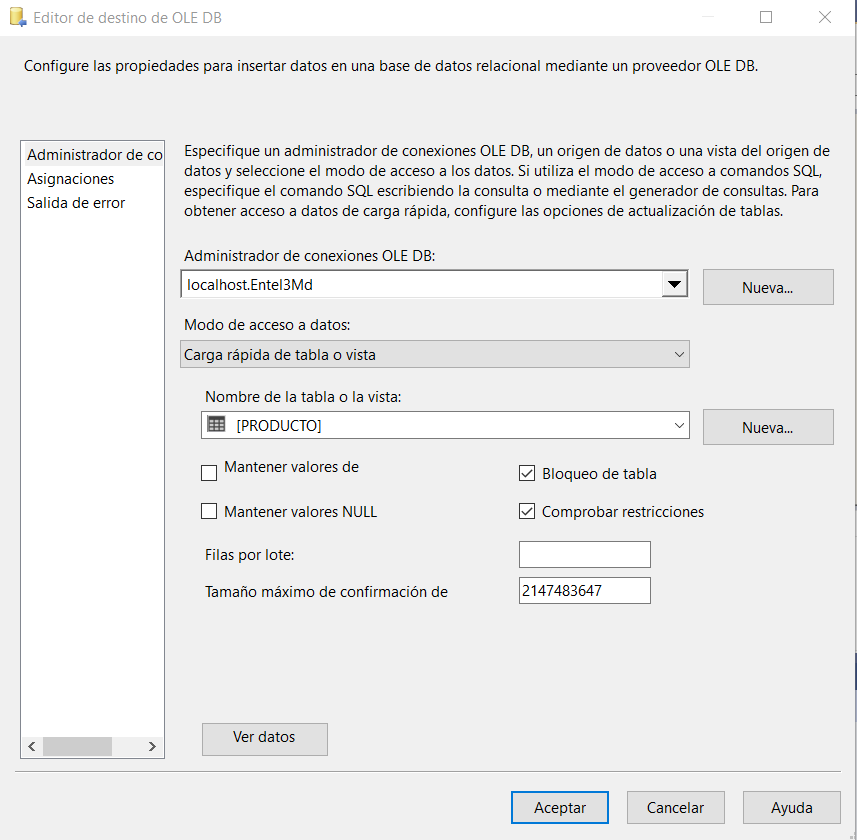 Editor de destino de OLE DB
Configure las propiedades para insertar datos en una base de datos relacional mediante un proveedor OLE DB.
Administrador de co
Asignaciones
Salida de error
Especifique un administrador de conexiones OLE DB, un origen de datos o una vista del origen de
datos y seleccione el modo de acceso a los datos. Si utiliza el modo de acceso a comandos SQL,
especifique el comando SQL escribiendo la consulta o mediante el generador de consultas. Para
obtener acceso a datos de carga rápida, configure las opciones de actualización de tablas.
Administrador de conexiones OLE DB:
localhost.Entel3Md
Nueva...
Modo de acceso a datos:
Carga rápida de tabla o vista
Nombre de la tabla o la vista:
[PRODUCTO]
Nueva...
Mantener valores de
Bloqueo de tabla
Mantener valores NULL
Comprobar restricciones
Filas por lote:
Tamaño máximo de confirmación de
2147483647
Ver datos
Aceptar
Cancelar
Ayuda